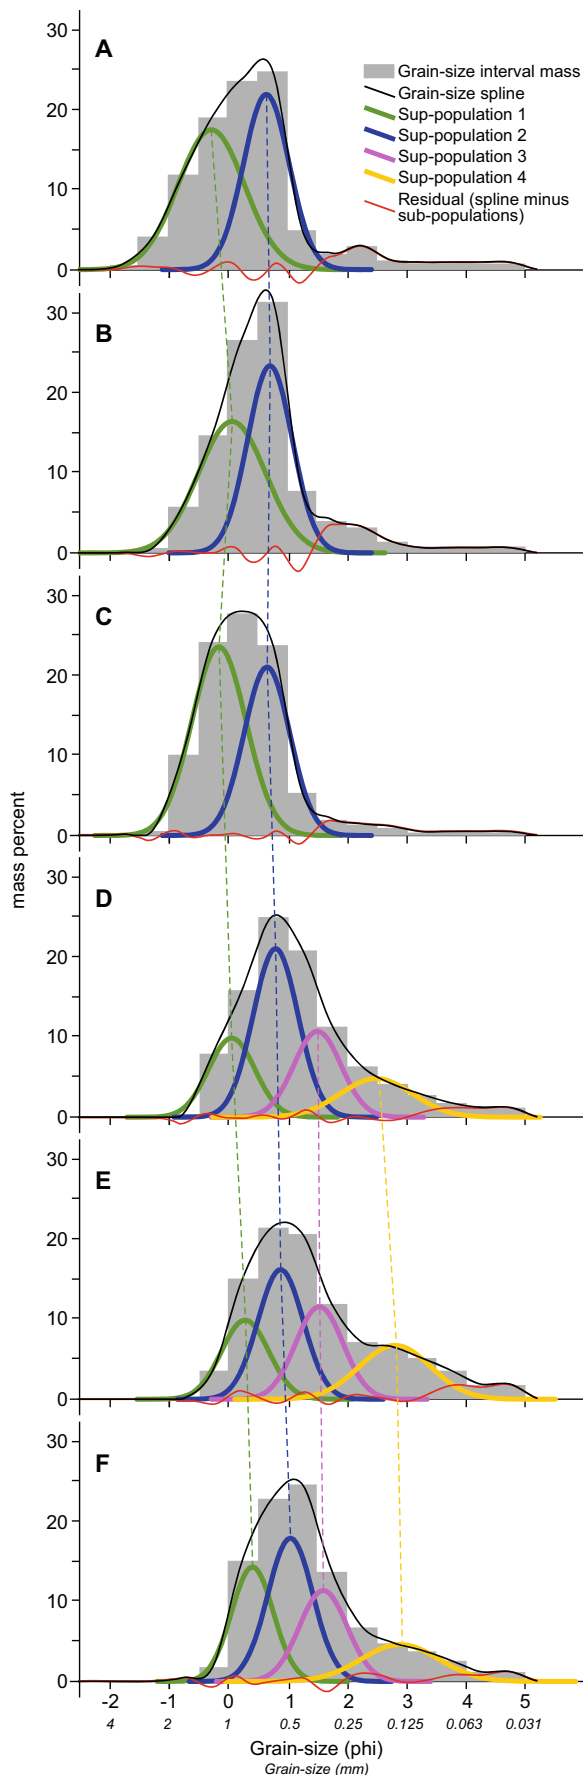 30
A
Grain-size interval mass
Grain-size spline
Sup-population 1
20
Sup-population 2
Sup-population 3
Sup-population 4
10
Residual (spline minus
sub-populations)
0
30
B
20
10
0
30
C
20
10
0
mass percent
30
D
20
10
0
30
E
20
10
0
30
F
20
10
0
-2 -1 0 1 2 3 4 5
4 2 1 0.5 0.25 0.125 0.063 0.031
Grain-size (phi)
Grain-size (mm)